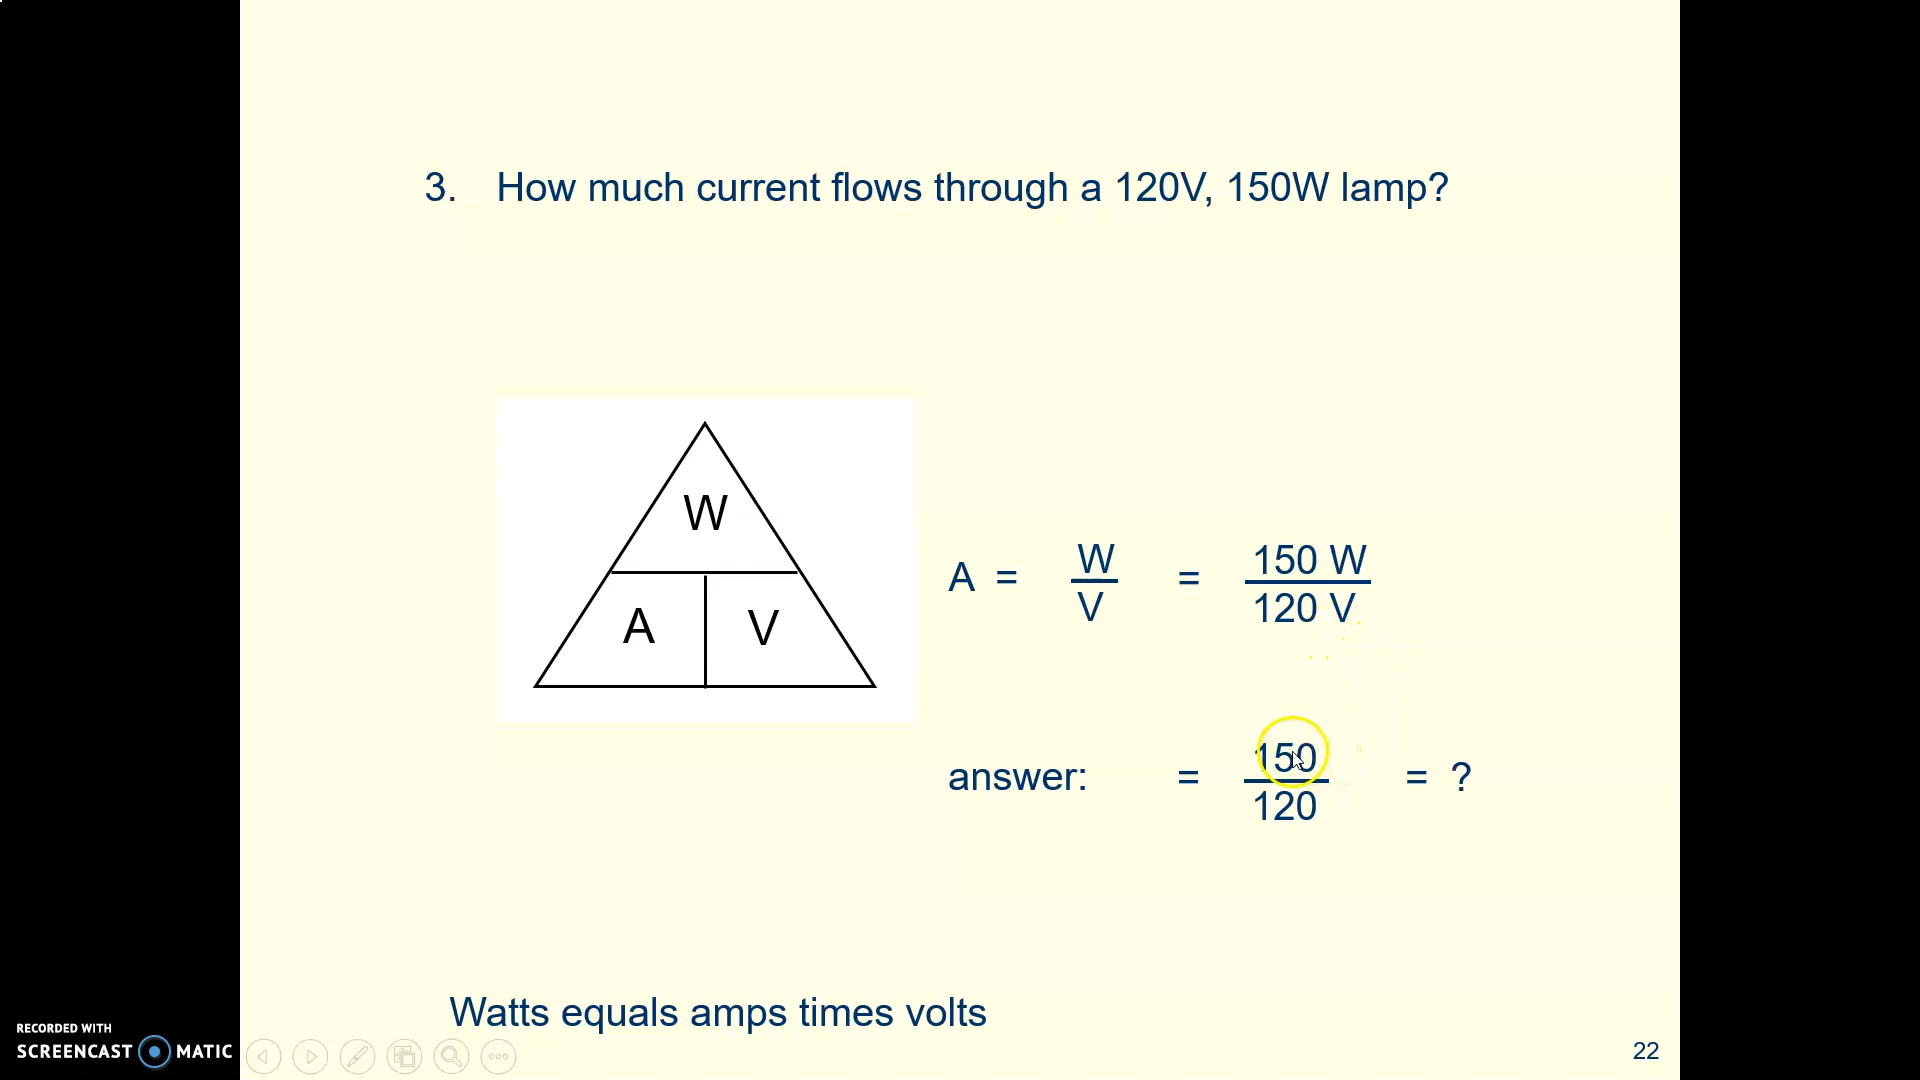 3. How much current flows through a 120V, 150W lamp?
W
A V
A = W / V = 150 W / 120 V
answer: = 150 / 120 = ?
Watts equals amps times volts
RECORDED WITH
SCREENCAST MATIC
22